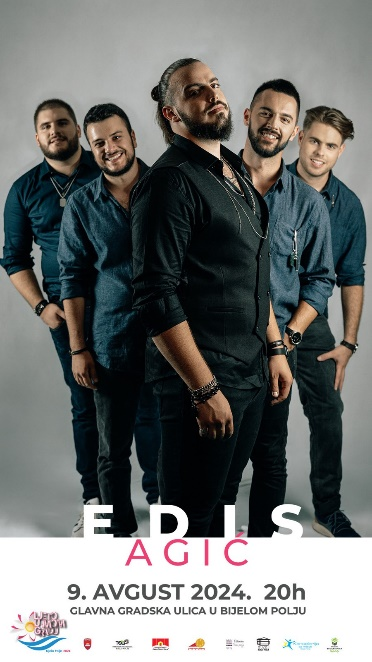 EDIS
AGIĆ
9. AVGUST 2024. 20h
GLAVNA GRADSKA ULICA U BIJELOM POLJU